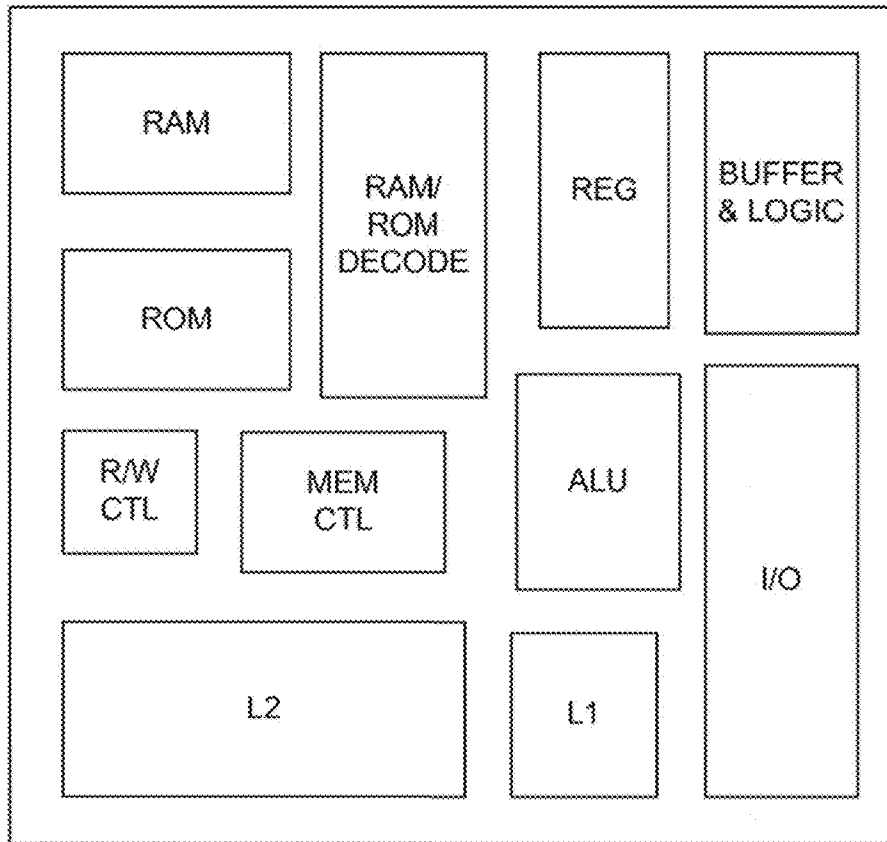 RAM
RAM/
ROM
DECODE
REG
BUFFER
& LOGIC
ROM
R/W
CTL
MEM
CTL
ALU
I/O
L2
L1